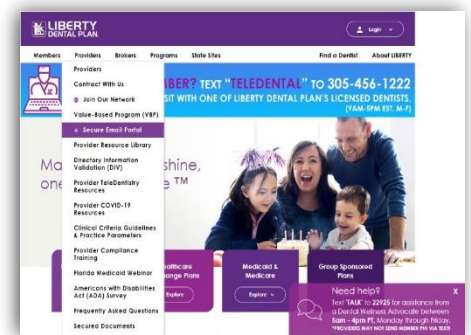 LIBERTY
DENTAL PLAN
Login
Members Providers Brokers Programs State Sites Find a Dentist About LIBERTY
BER? TEXT "TELEDENTAL" TO 305-456-1222
SIT WITH ONE OF LIBERTY DENTAL PLAN'S LICENSED DENTISTS.
(9AM-5PM EST, M-F)
Providers
Contract With Us
Join Our Network
Value-Based Program (VBP)
Secure Email Portal
Provider Resource Library
Directory Information
Validation (DIV)
Provider TeleDentistry
Resources
Provider COVID-19
Resources
Clinical Criteria Guidelines
& Practice Parameters
Provider Compliance
Training
Florida Medicaid Webinar
Americans with Disabilities
Act (ADA) Survey
Frequently Asked Questions
Secured Documents
Ma shine,
one e ™
lthcare
hange Plans
Explore
Medicaid &
Medicare
Explore
Group Sponsored
Plans
Need help? X
Text 'TALK' to 22925 for assistance from
a Dental Wellness Advocate between
5am - 4pm PT, Monday through Friday.
*PROVIDERS MAY NOT SEND MEMBER PHI VIA TEXT!